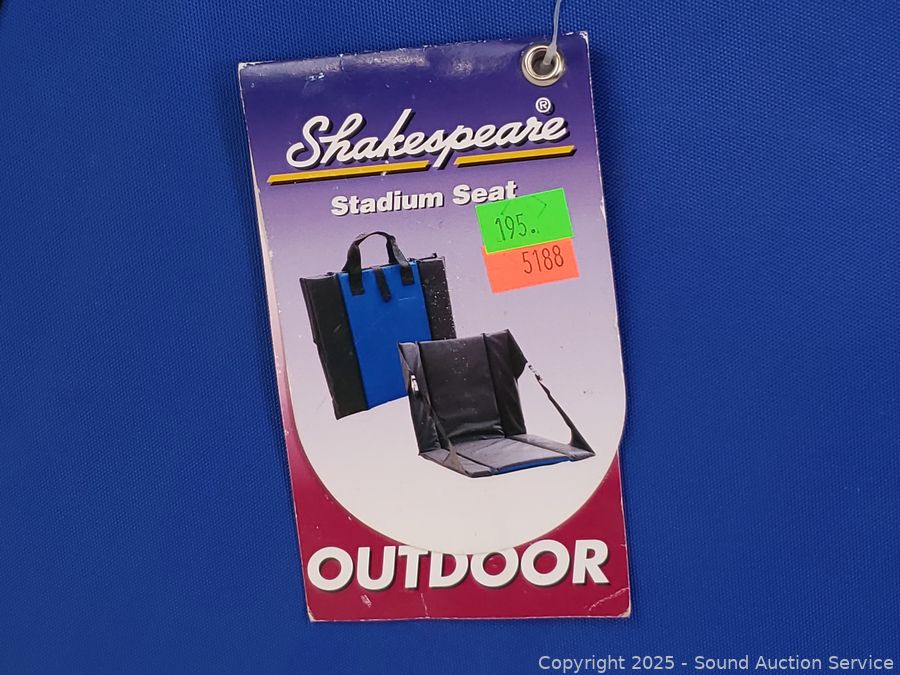 Shakespeare®
Stadium Seat
195.
5188
OUTDOOR
Copyright 2025 - Sound Auction Service